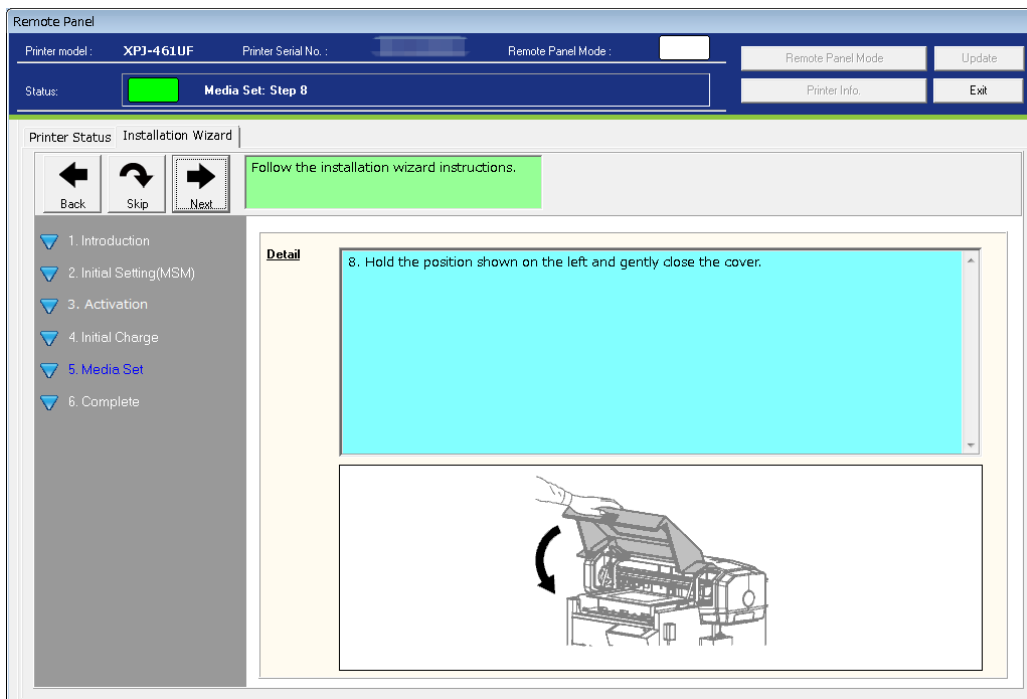 Remote Panel
Printer model : XPJ-461UF Printer Serial No. : Remote Panel Mode :
Remote Panel Mode Update
Status: Media Set: Step 8
Printer Info. Exit
Printer Status Installation Wizard
Back Skip Next
Follow the installation wizard instructions.
1. Introduction
2. Initial Setting(MSM)
3. Activation
4. Initial Charge
5. Media Set
6. Complete
Detail
8. Hold the position shown on the left and gently close the cover.